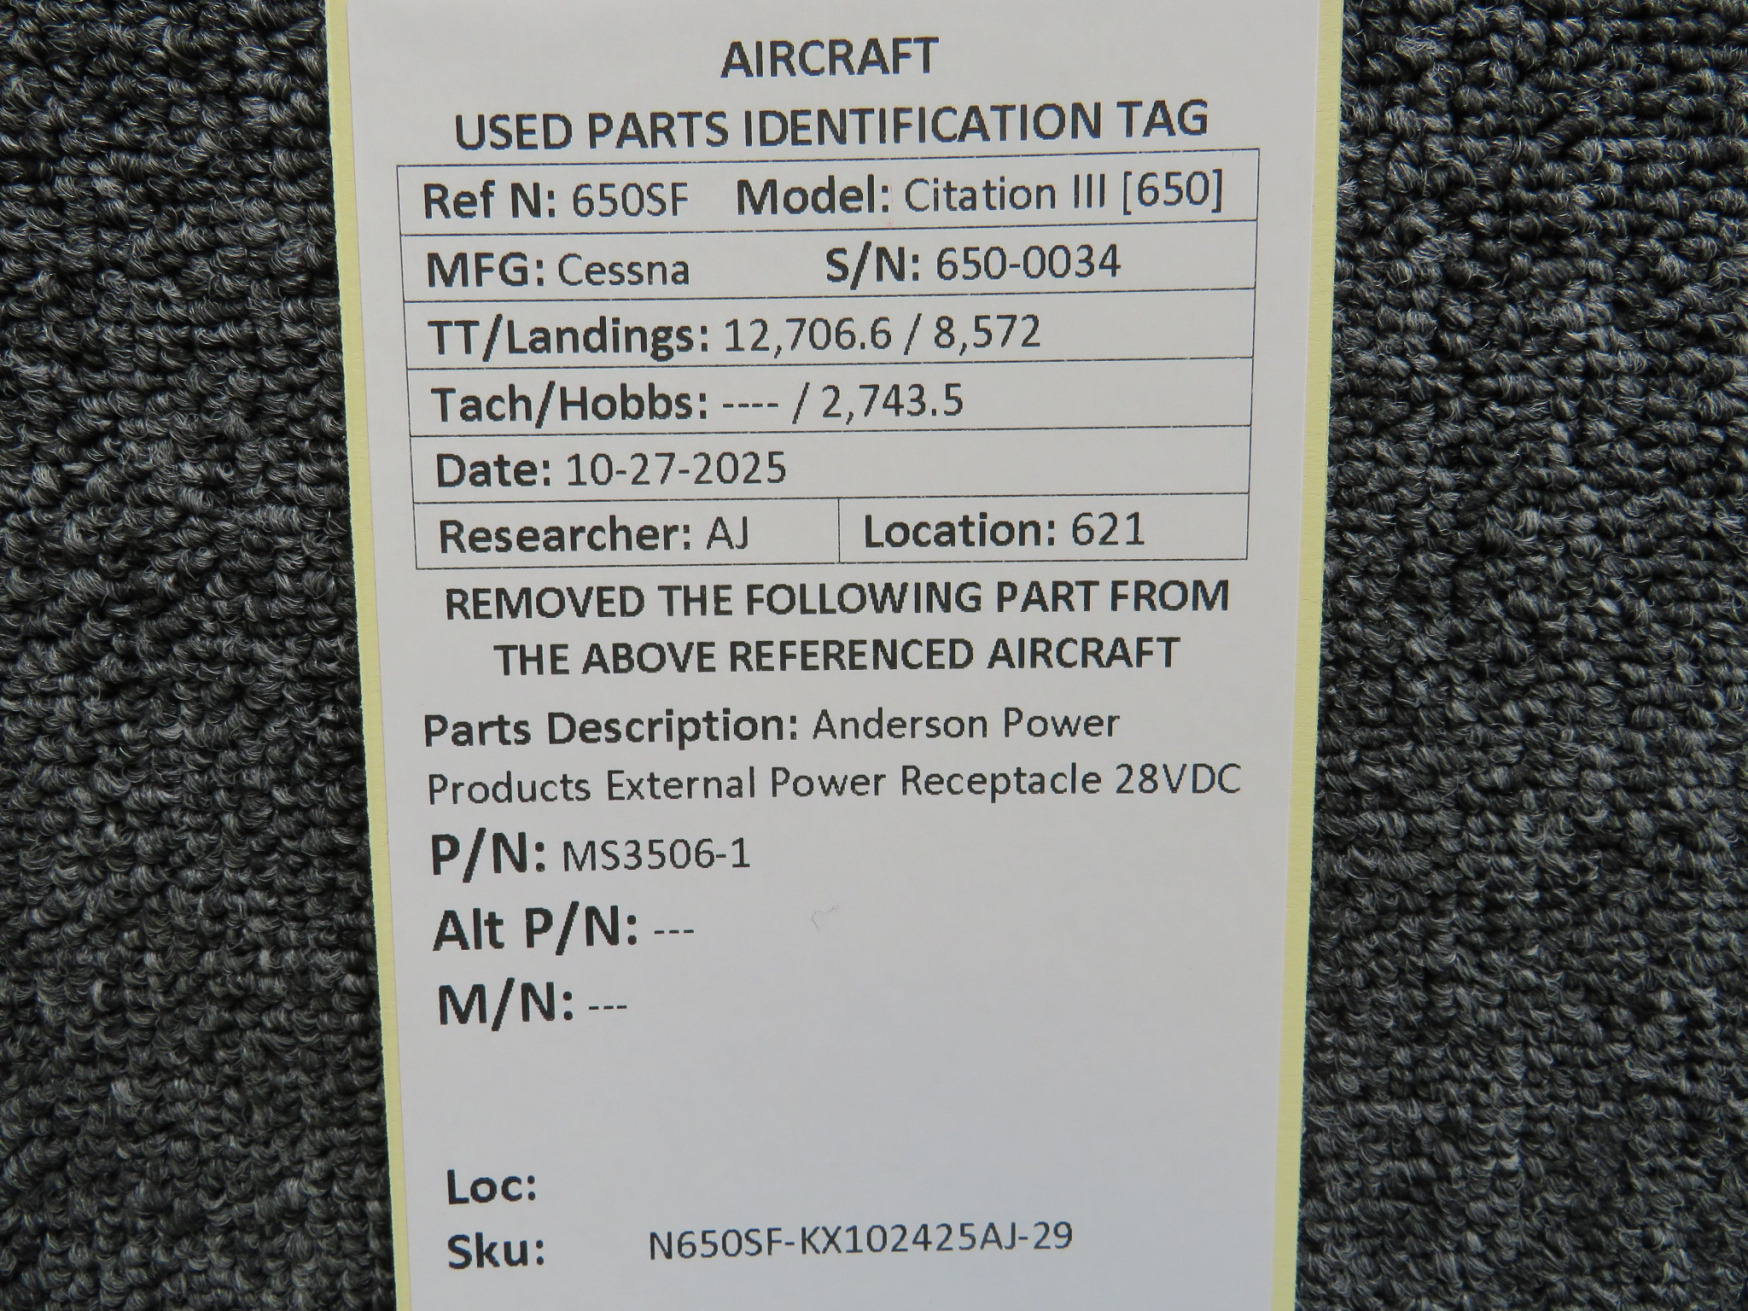 AIRCRAFT
USED PARTS IDENTIFICATION TAG
Ref N: 650SF Model: Citation III [650]
MFG: Cessna S/N: 650-0034
TT/Landings: 12,706.6 / 8,572
Tach/Hobbs: ---- / 2,743.5
Date: 10-27-2025
Researcher: AJ Location: 621
REMOVED THE FOLLOWING PART FROM
THE ABOVE REFERENCED AIRCRAFT
Parts Description: Anderson Power
Products External Power Receptacle 28VDC
P/N: MS3506-1
Alt P/N: ---
M/N: ---
Loc:
Sku: N650SF-KX102425AJ-29